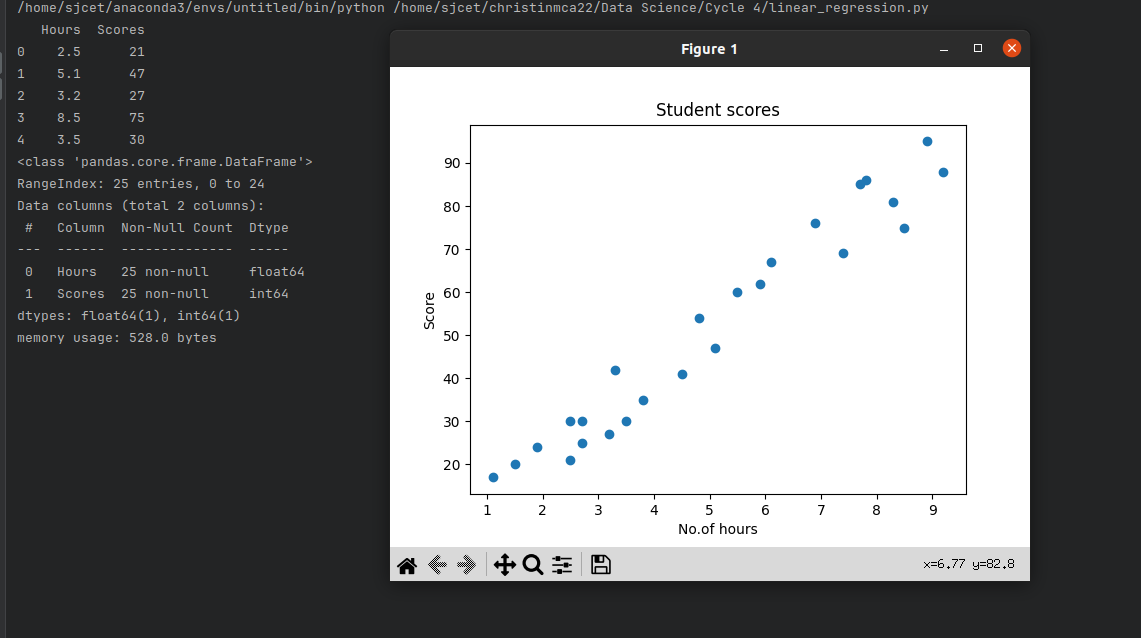 /home/sjcet/anaconda3/envs/untitled/bin/python /home/sjcet/christinmca22/Data Science/Cycle 4/linear_regression.py
   Hours  Scores
0    2.5      21
1    5.1      47
2    3.2      27
3    8.5      75
4    3.5      30
<class 'pandas.core.frame.DataFrame'>
RangeIndex: 25 entries, 0 to 24
Data columns (total 2 columns):
 #   Column  Non-Null Count  Dtype
---  ------  --------------  -----
 0   Hours   25 non-null     float64
 1   Scores  25 non-null     int64
dtypes: float64(1), int64(1)
memory usage: 528.0 bytes
Figure 1
Student scores
90
80
70
60
50
40
30
20
Score
1 2 3 4 5 6 7 8 9
No.of hours
x=6.77 y=82.8